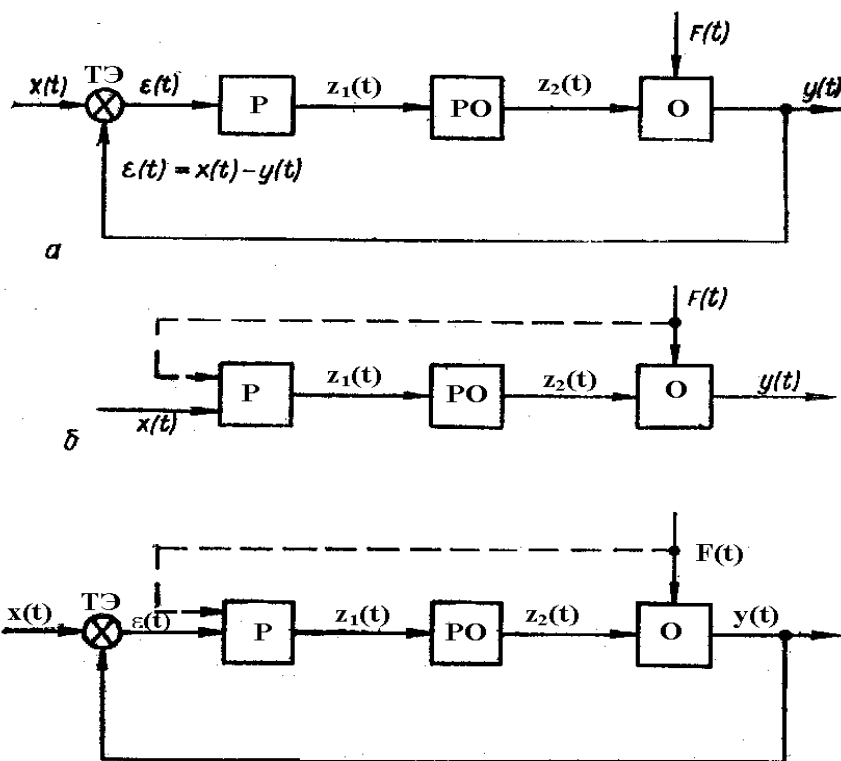 F(t)
x(t)
ТЭ
ε(t)
P
z₁(t)
PO
z₂(t)
O
y(t)
ε(t) = x(t) – y(t)
а
F(t)
P
z₁(t)
PO
z₂(t)
O
y(t)
x(t)
б
F(t)
x(t)
ТЭ
ε(t)
P
z₁(t)
PO
z₂(t)
O
y(t)